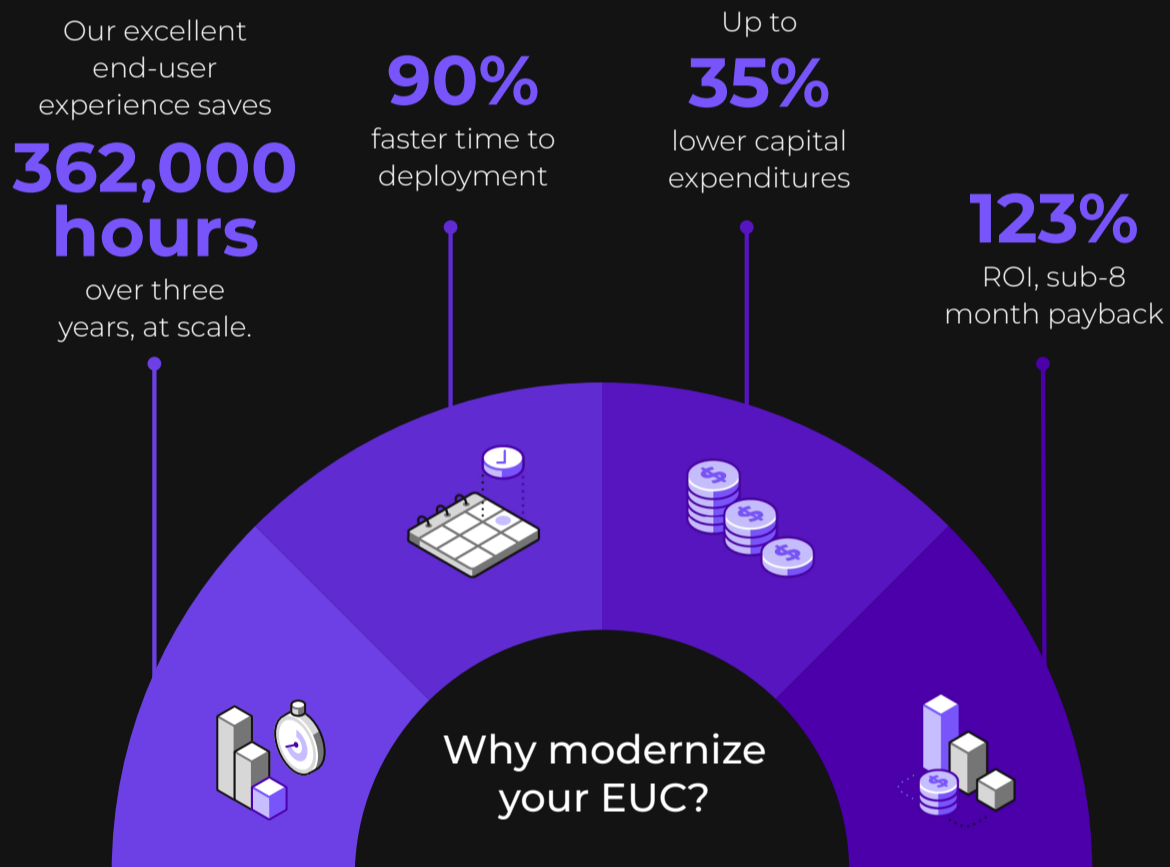 Our excellent
end-user
experience saves
362,000
hours
over three
years, at scale.
90%
faster time to
deployment
Up to
35%
lower capital
expenditures
123%
ROI, sub-8
month payback
Why modernize
your EUC?